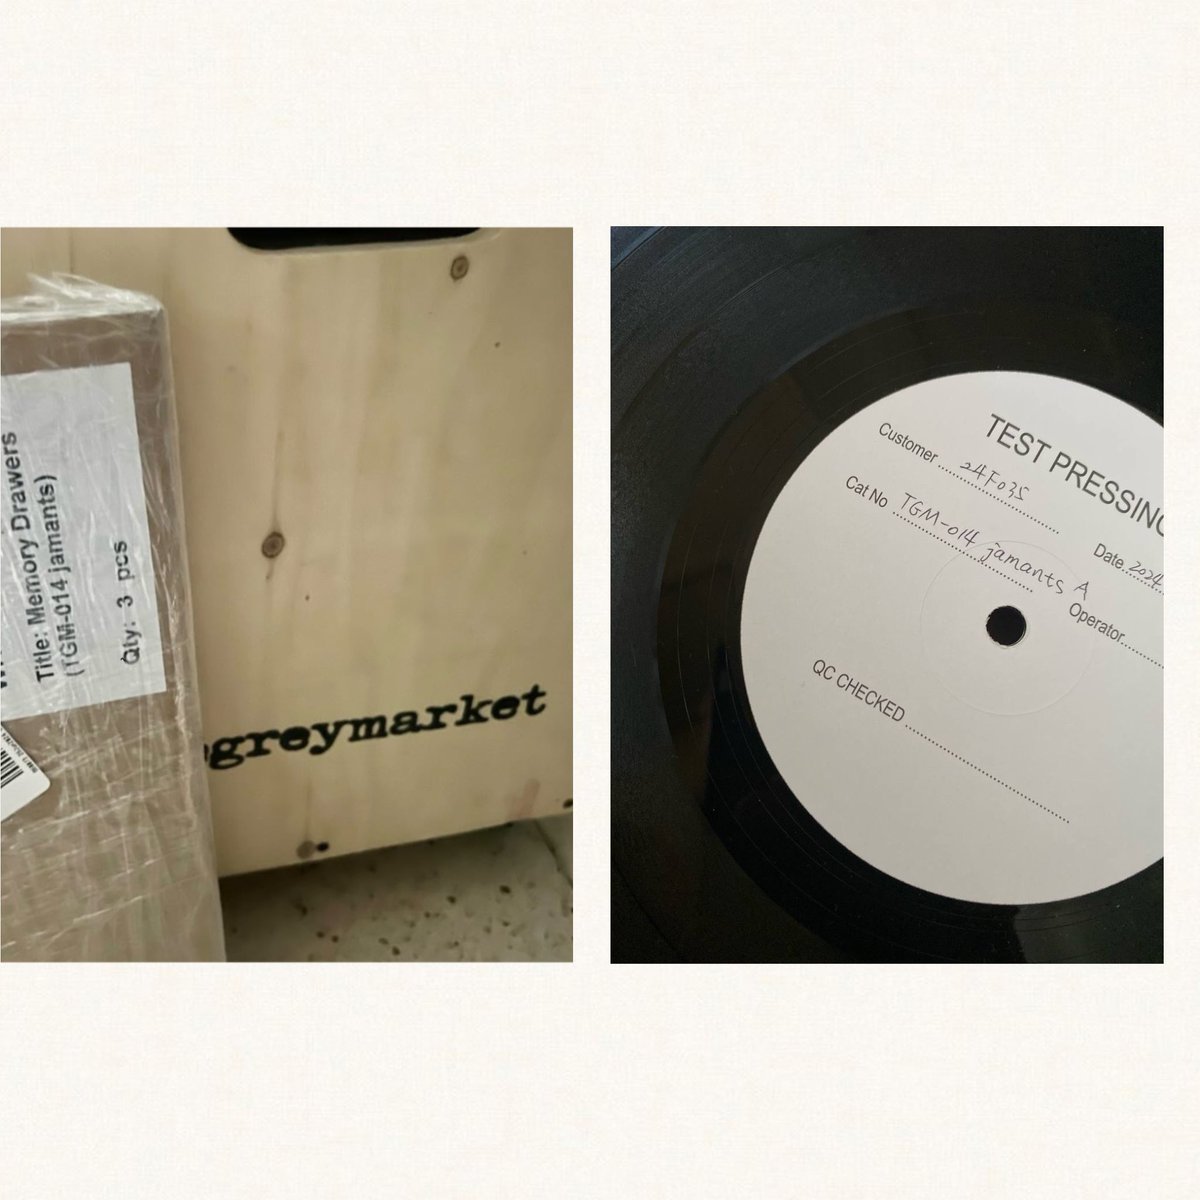 Title: Memory Drawers
(TGM-014 jamants)
Qty: 3 pcs
egreymarket
TEST PRESSING
Customer 24F035
Cat No TGM-014 jamants A
Date 2024
Operator
QC CHECKED